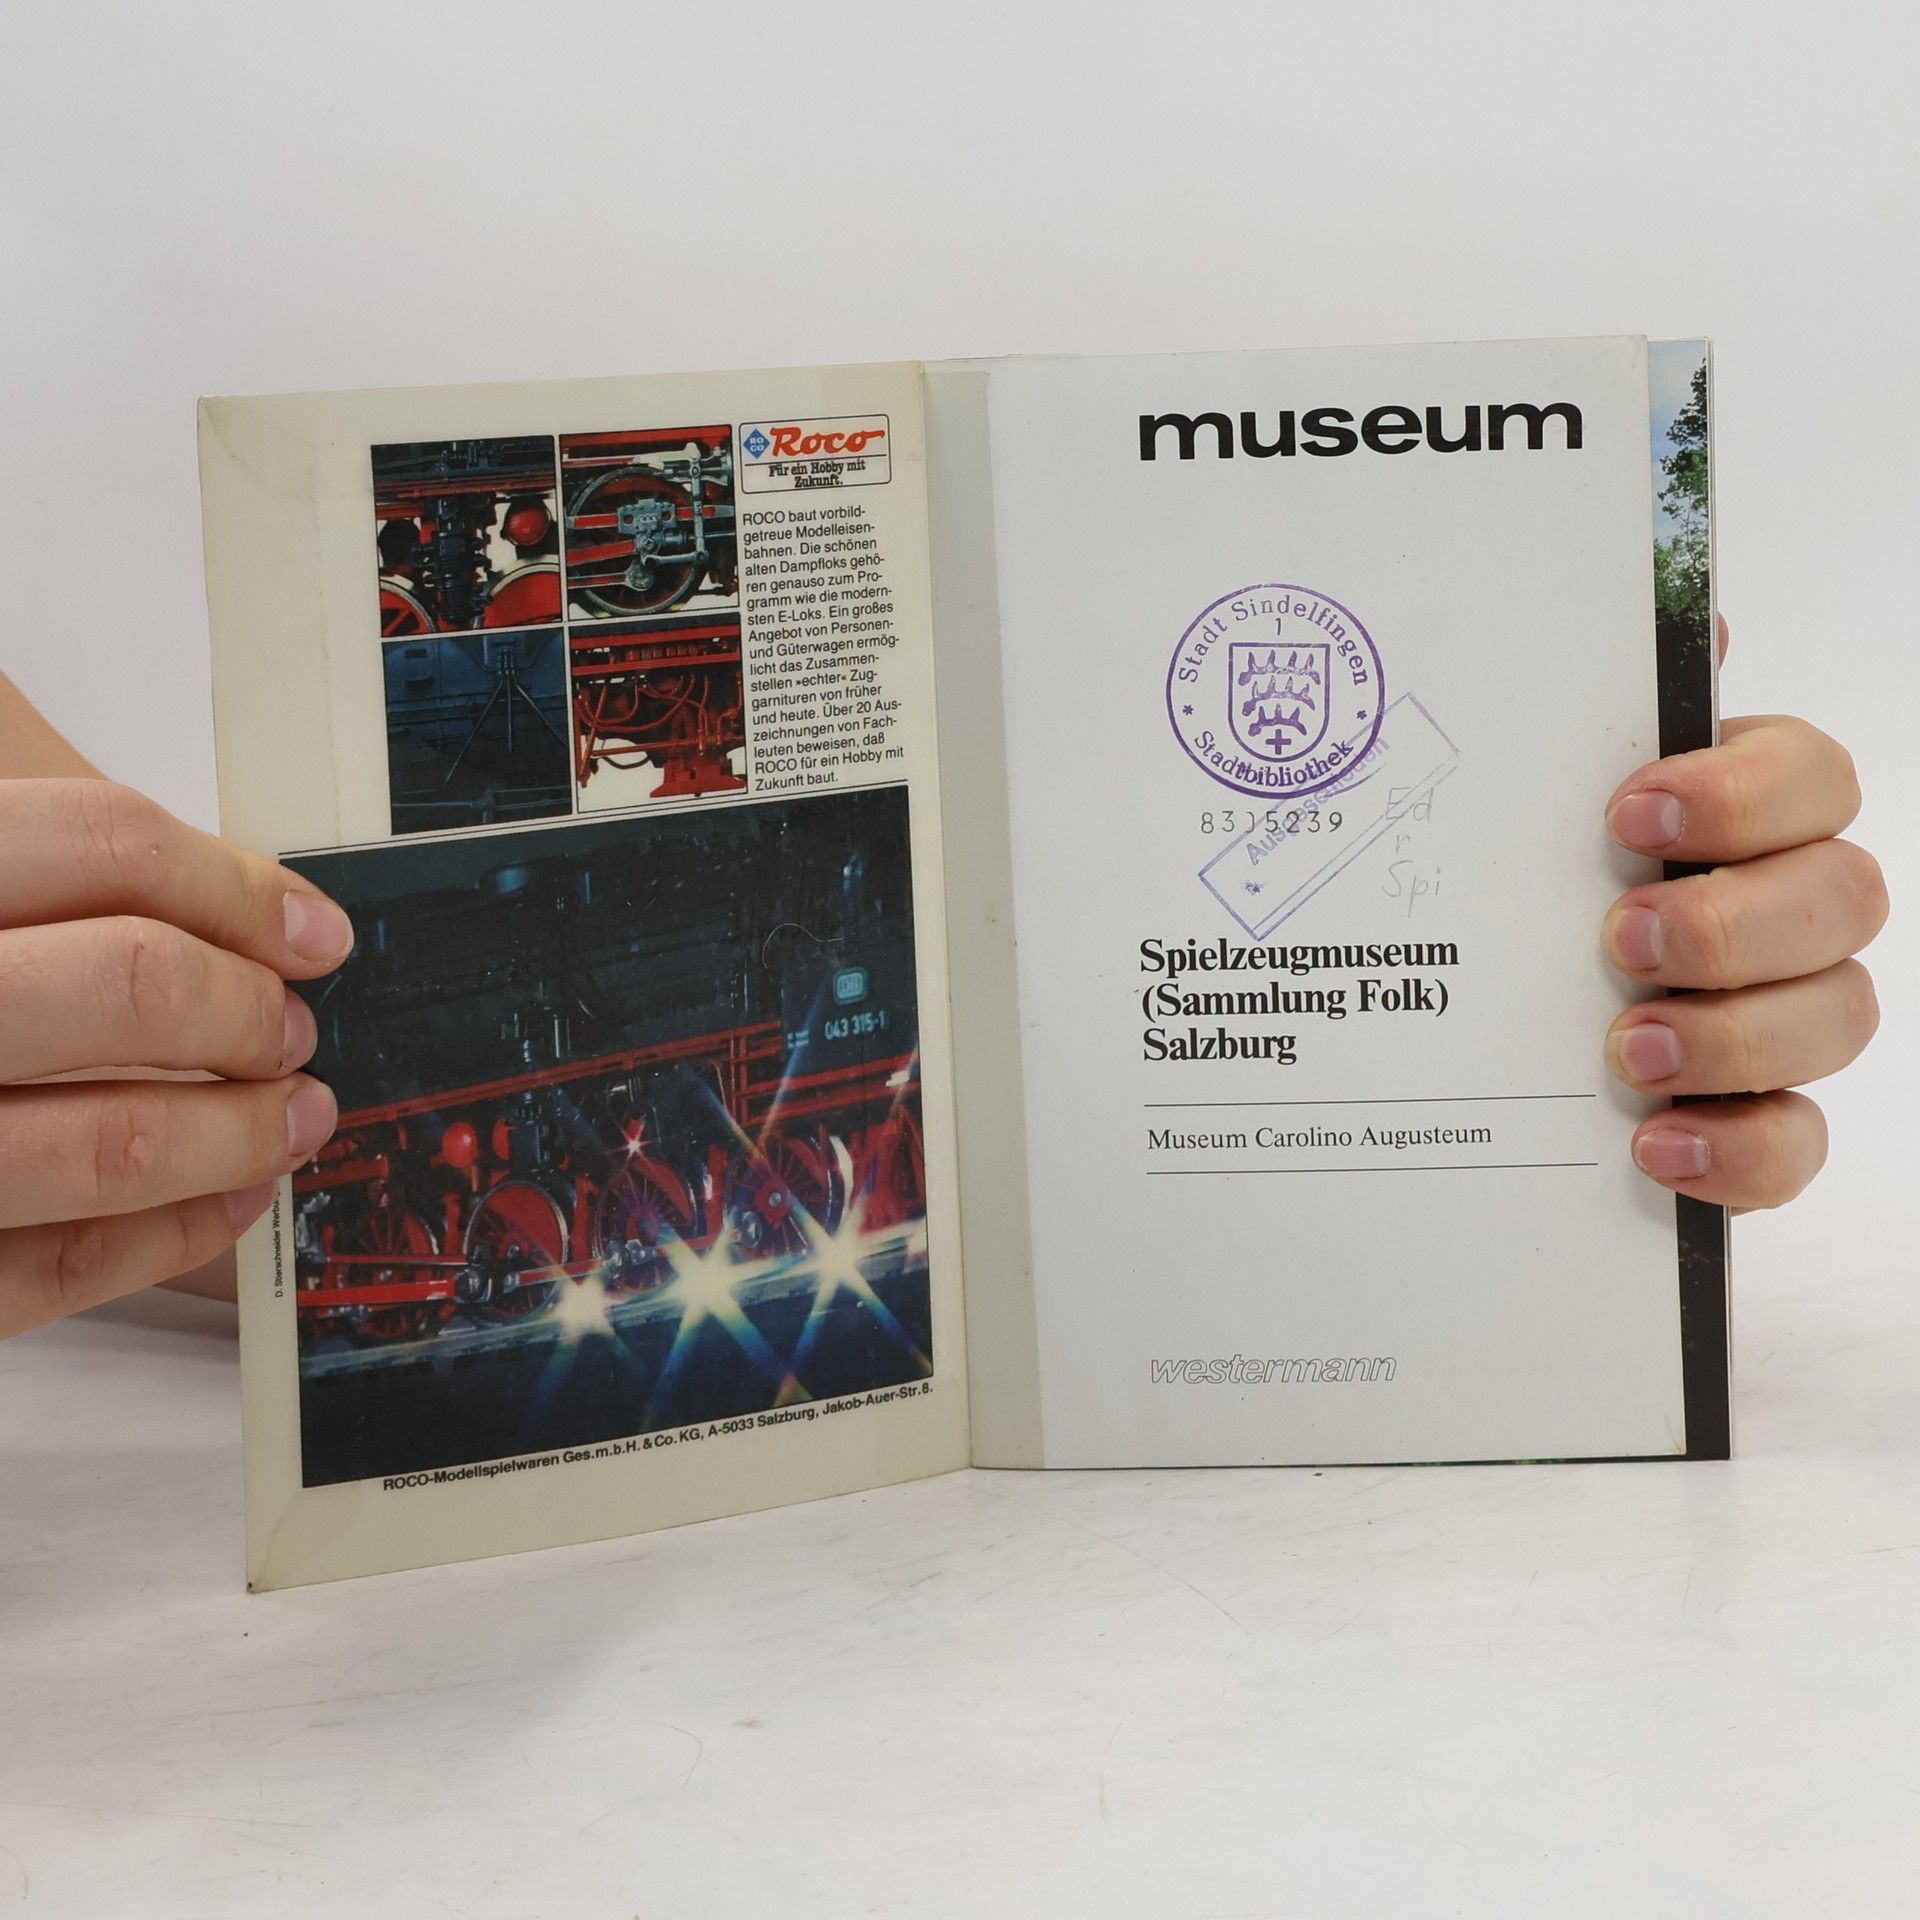 RO
CO
Roco
Für ein Hobby mit
Zukunft.
ROCO baut vorbild-
getreue Modelleisen-
bahnen. Die schönen
alten Dampfloks gehö-
ren genauso zum Pro-
gramm wie die modern-
sten E-Loks. Ein großes
Angebot von Personen-
und Güterwagen ermög-
licht das Zusammen-
stellen »echter« Zug-
garnituren von früher
und heute. Über 20 Aus-
zeichnungen von Fach-
leuten beweisen, daß
ROCO für ein Hobby mit
Zukunft baut.
DB
043 315-1
D. Stierschneider
ROCO-Modellspielwaren Ges.m.b.H. & Co. KG, A-5033 Salzburg, Jakob-Auer-Str. 8.
museum
* Stadt Sindelfingen *
1
Stadtbibliothek
Ausgeschieden
Ed
r
Spi
Spielzeugmuseum
(Sammlung Folk)
Salzburg
Museum Carolino Augusteum
westermann